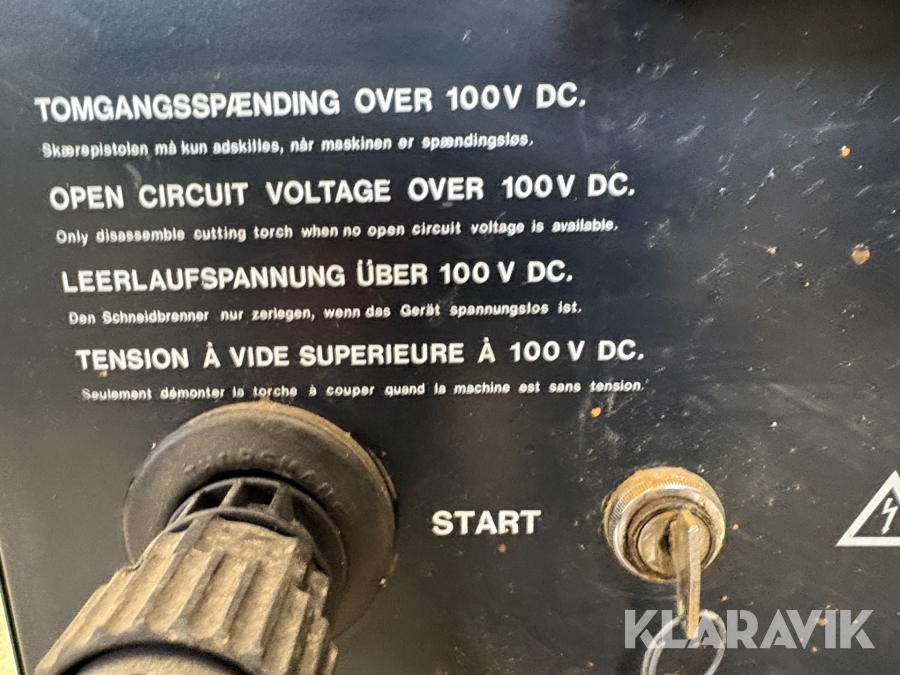 TOMGANGSSPÆNDING OVER 100V DC.
Skærepistolen må kun adskilles, når maskinen er spændingsløs.
OPEN CIRCUIT VOLTAGE OVER 100V DC.
Only disassemble cutting torch when no open circuit voltage is available.
LEERLAUFSPANNUNG ÜBER 100 V DC.
Den Schneidbrenner nur zerlegen, wenn das Gerät spannungslos ist.
TENSION À VIDE SUPERIEURE À 100 V DC.
Seulement démonter la torche à couper quand la machine est sans tension.
START
KLARAVIK